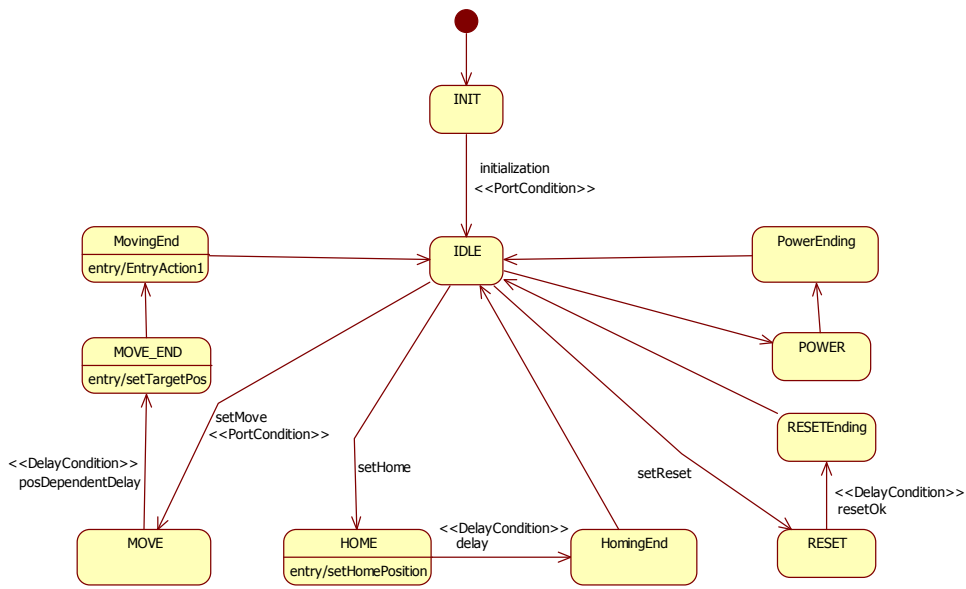 INIT
initialization
<<PortCondition>>
MovingEnd
entry/EntryAction1
IDLE
PowerEnding
MOVE_END
entry/setTargetPos
POWER
setMove
<<PortCondition>>
RESETEnding
<<DelayCondition>>
posDependentDelay
setHome
setReset
<<DelayCondition>>
resetOk
MOVE
HOME
entry/setHomePosition
<<DelayCondition>>
delay
HomingEnd
RESET